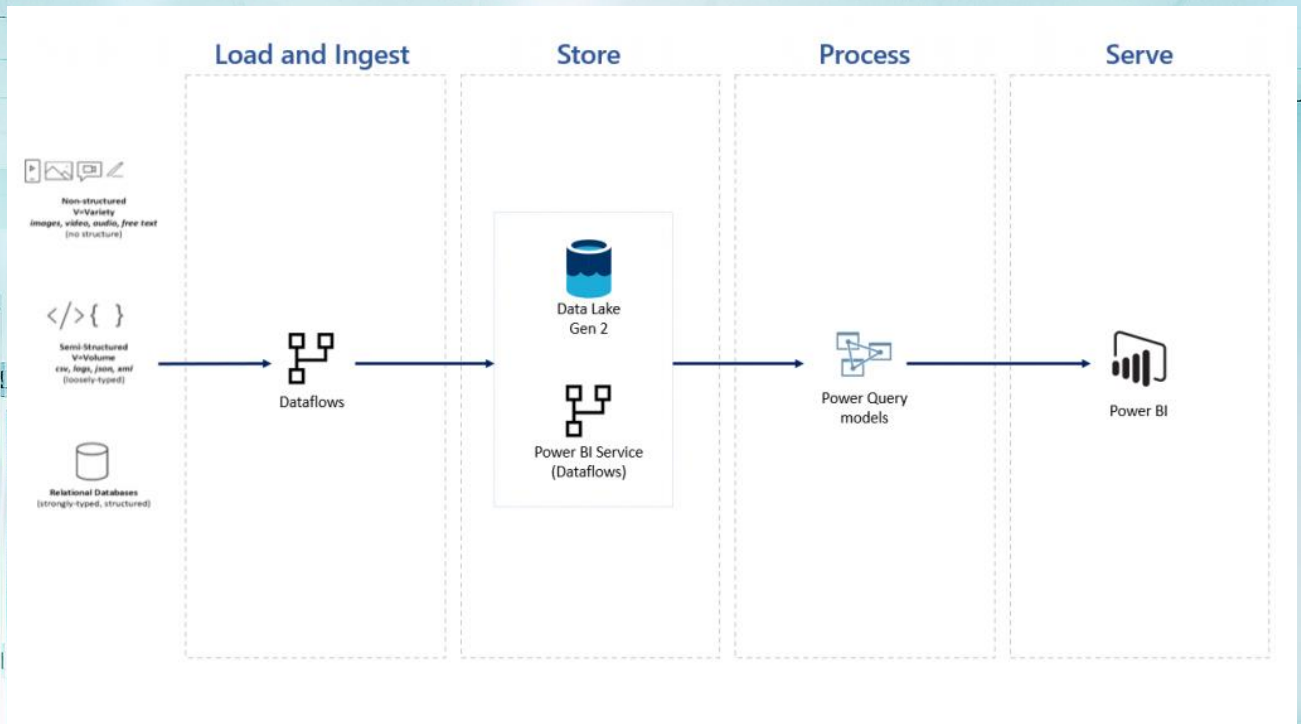 Load and Ingest
Store
Process
Serve
Non-structured
V=Variety
images, video, audio, free text
(no structure)
</>{ }
Semi-Structured
V=Volume
csv, logs, json, xml
(loosely-typed)
Relational Databases
(strongly-typed, structured)
Dataflows
Data Lake
Gen 2
Power BI Service
(Dataflows)
Power Query
models
Power BI